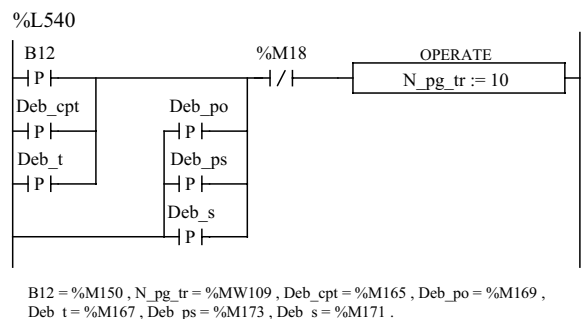 %L540
B12 %M18 OPERATE
P / N_pg_tr := 10
Deb_cpt Deb_po
P P
Deb_t Deb_ps
P P
Deb_s
P
B12 = %M150 , N_pg_tr = %MW109 , Deb_cpt = %M165 , Deb_po = %M169 ,
Deb_t = %M167 , Deb_ps = %M173 , Deb_s = %M171 .